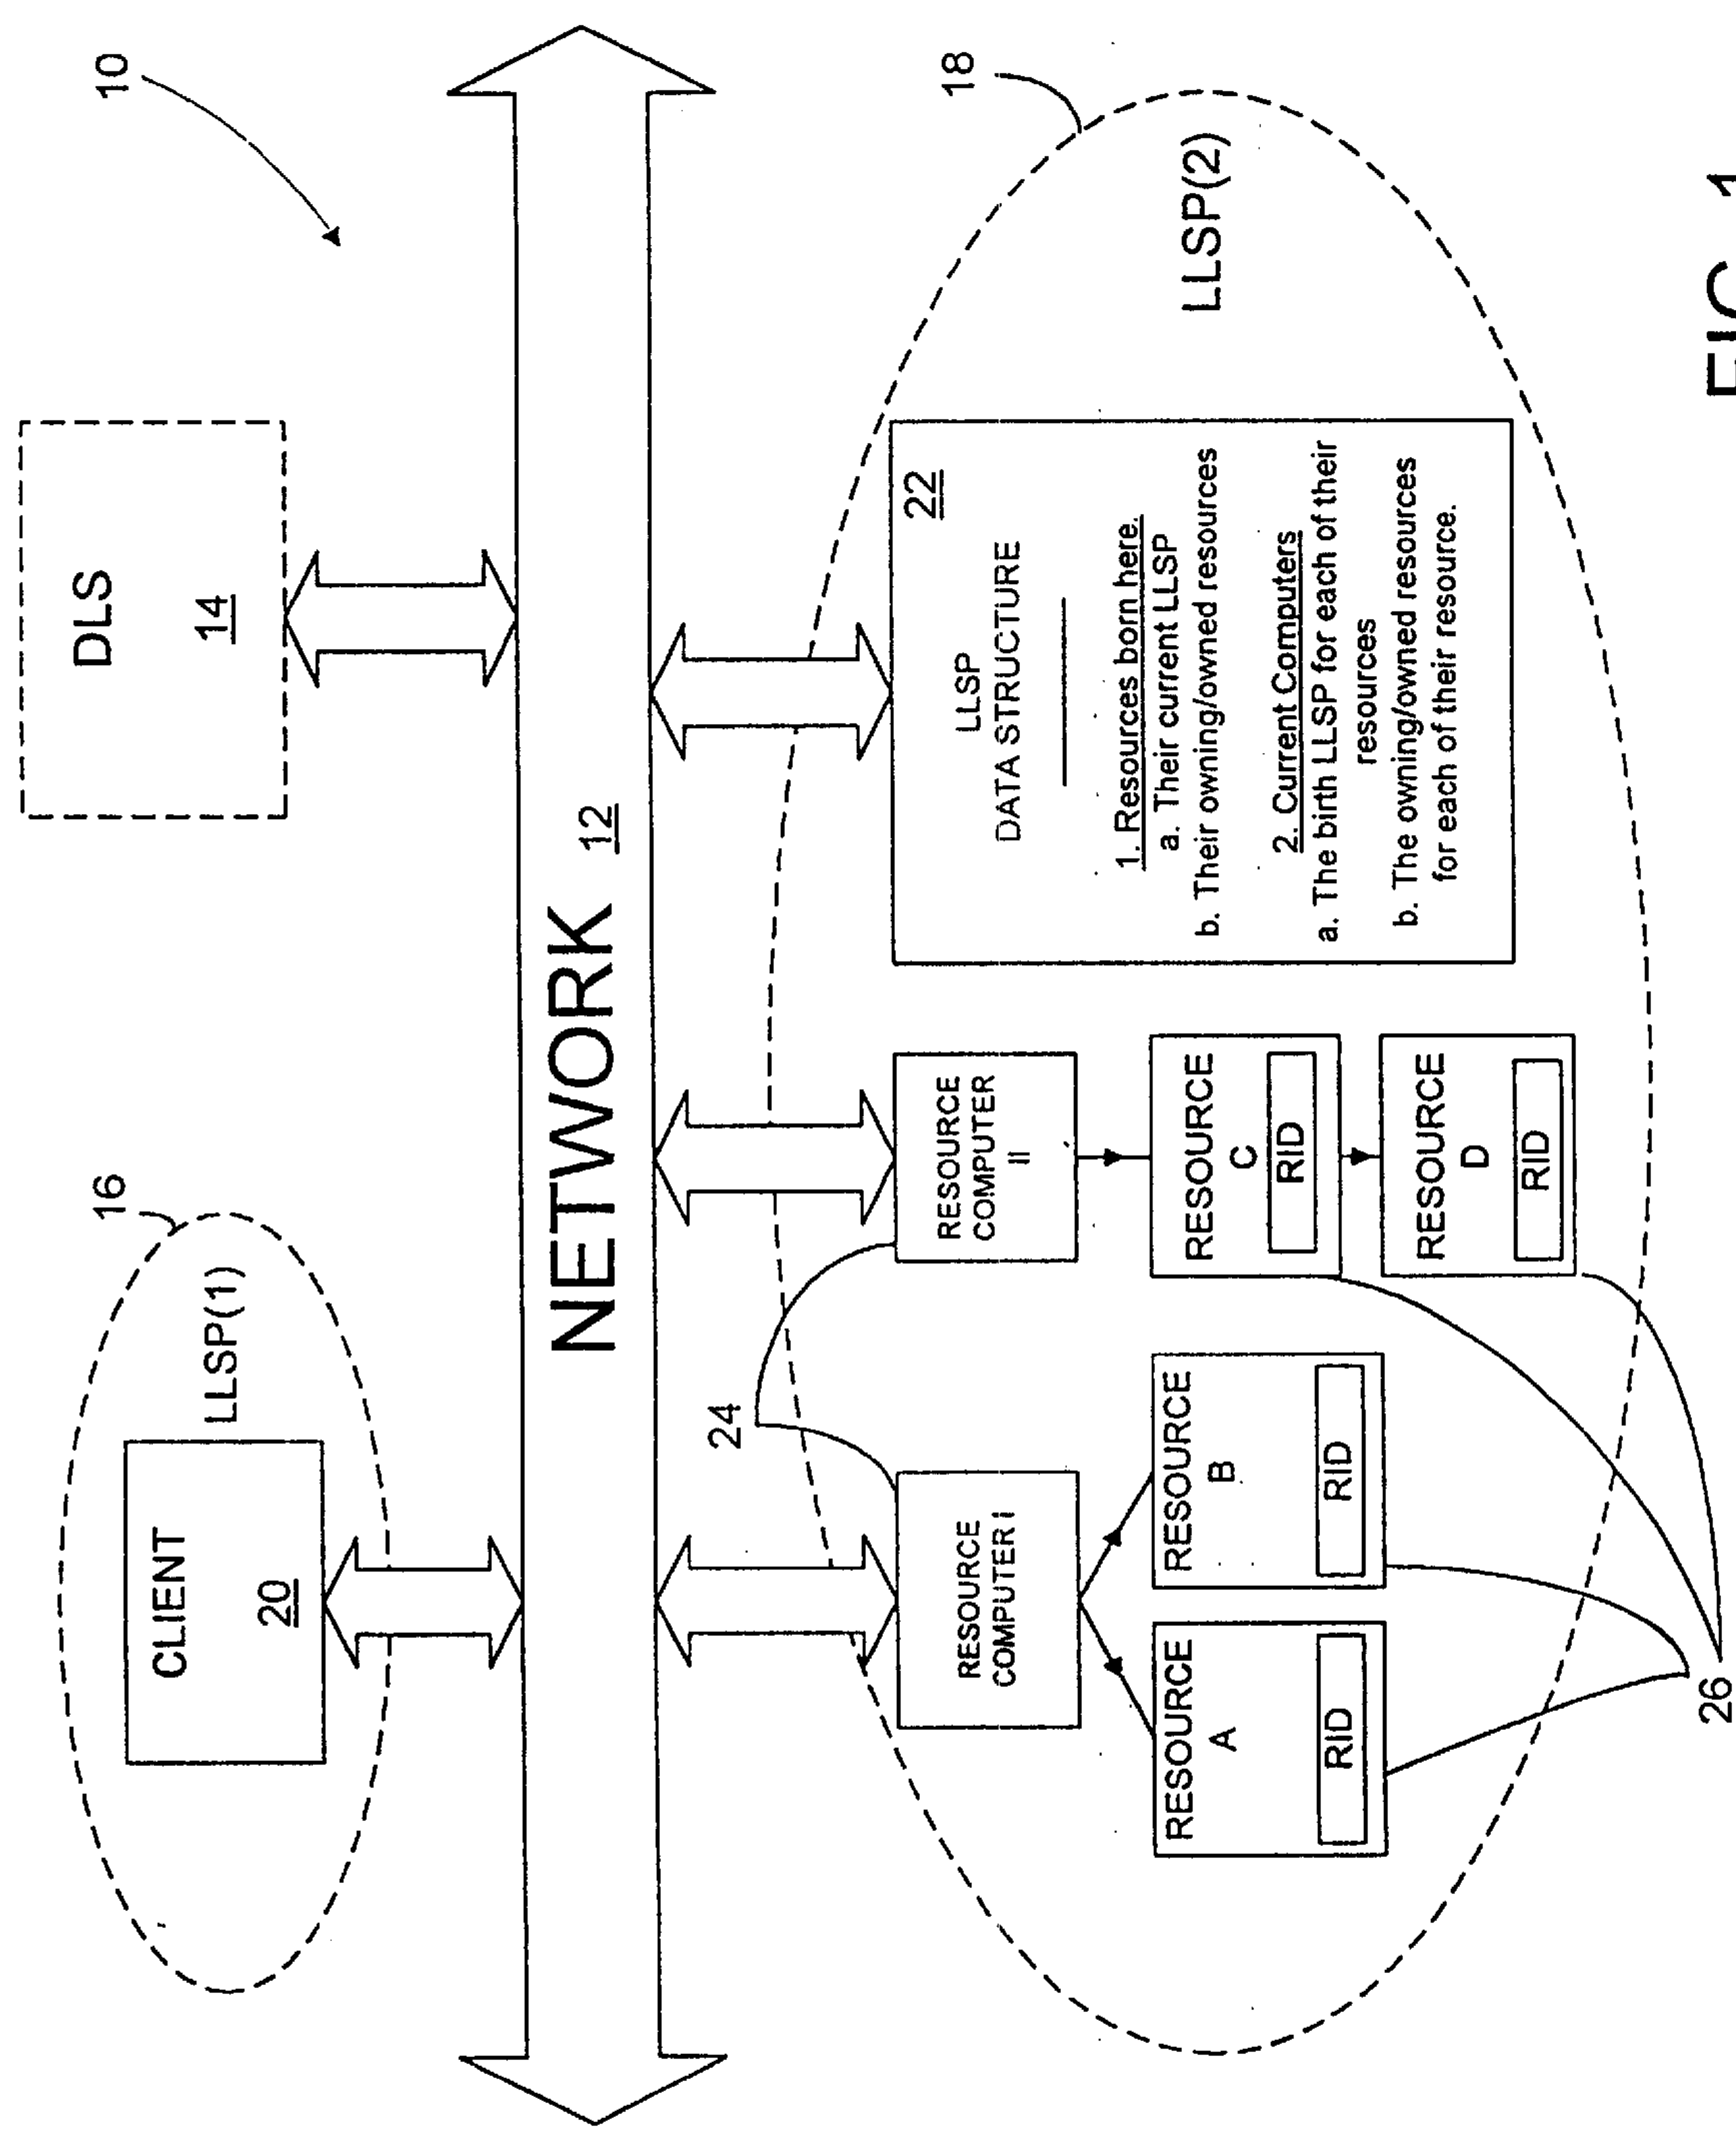 10
DLS
14
16
LLSP(1)
CLIENT
20
NETWORK 12
18
LLSP(2)
24
RESOURCE
COMPUTER I
RESOURCE
A
RID
RESOURCE
B
RID
RESOURCE
COMPUTER
II
RESOURCE
C
RID
RESOURCE
D
RID
22
LLSP
DATA STRUCTURE
1. Resources born here.
a. Their current LLSP
b. Their owning/owned resources
2. Current Computers
a. The birth LLSP for each of their
resources
b. The owning/owned resources
for each of their resource.
26